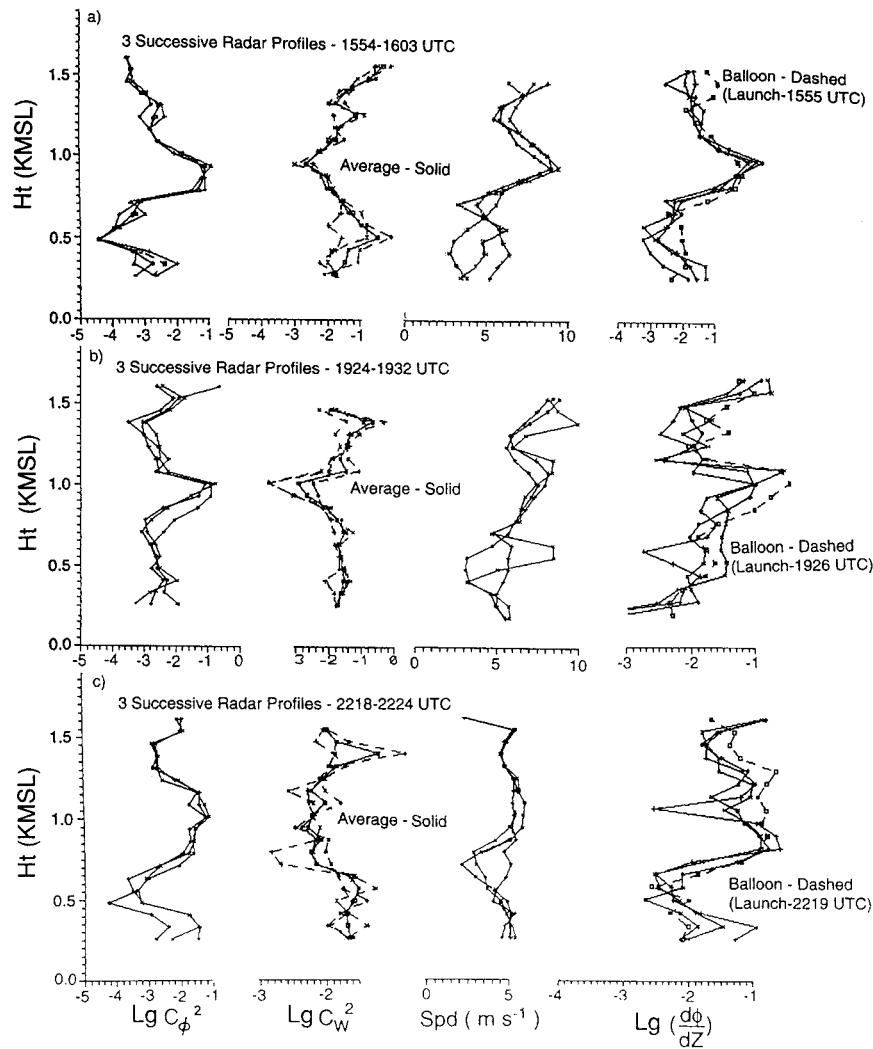 a)
3 Successive Radar Profiles - 1554-1603 UTC
Balloon - Dashed
(Launch-1555 UTC)
Average - Solid
Ht (KMSL)
1.5
1.0
0.5
0.0
-5 -4 -3 -2 -1
-5 -4 -3 -2 -1
0 5 10
-4 -3 -2 -1
b)
3 Successive Radar Profiles - 1924-1932 UTC
Average - Solid
Balloon - Dashed
(Launch-1926 UTC)
Ht (KMSL)
1.5
1.0
0.5
0.0
-5 -4 -3 -2 -1 0
-3 -2 -1 0
0 5 10
-3 -2 -1
c)
3 Successive Radar Profiles - 2218-2224 UTC
Average - Solid
Balloon - Dashed
(Launch-2219 UTC)
Ht (KMSL)
1.5
1.0
0.5
0.0
-5 -4 -3 -2 -1
-3 -2 -1
0 5
-4 -3 -2 -1
Lg Cϕ²
Lg Cw²
Spd ( m s⁻¹)
Lg (dϕ/dZ)